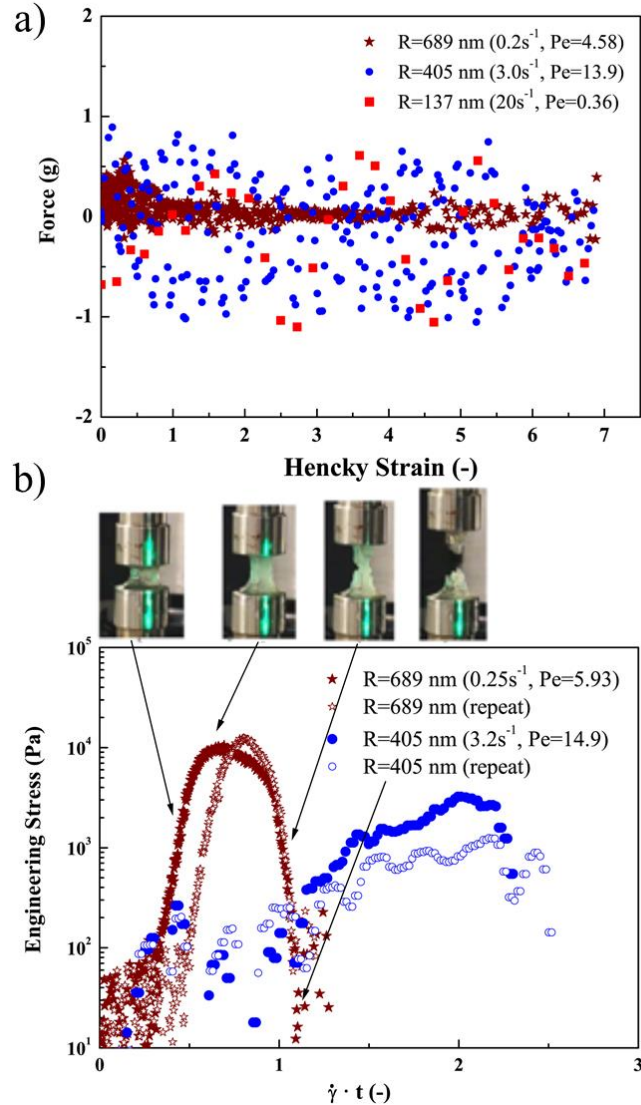 a)
R=689 nm (0.2s⁻¹, Pe=4.58)
R=405 nm (3.0s⁻¹, Pe=13.9)
R=137 nm (20s⁻¹, Pe=0.36)
Force (g)
2
1
0
-1
-2
0 1 2 3 4 5 6 7
Hencky Strain (-)
b)
R=689 nm (0.25s⁻¹, Pe=5.93)
R=689 nm (repeat)
R=405 nm (3.2s⁻¹, Pe=14.9)
R=405 nm (repeat)
Engineering Stress (Pa)
10⁵
10⁴
10³
10²
10¹
0 1 2 3
γ̇ · t (-)